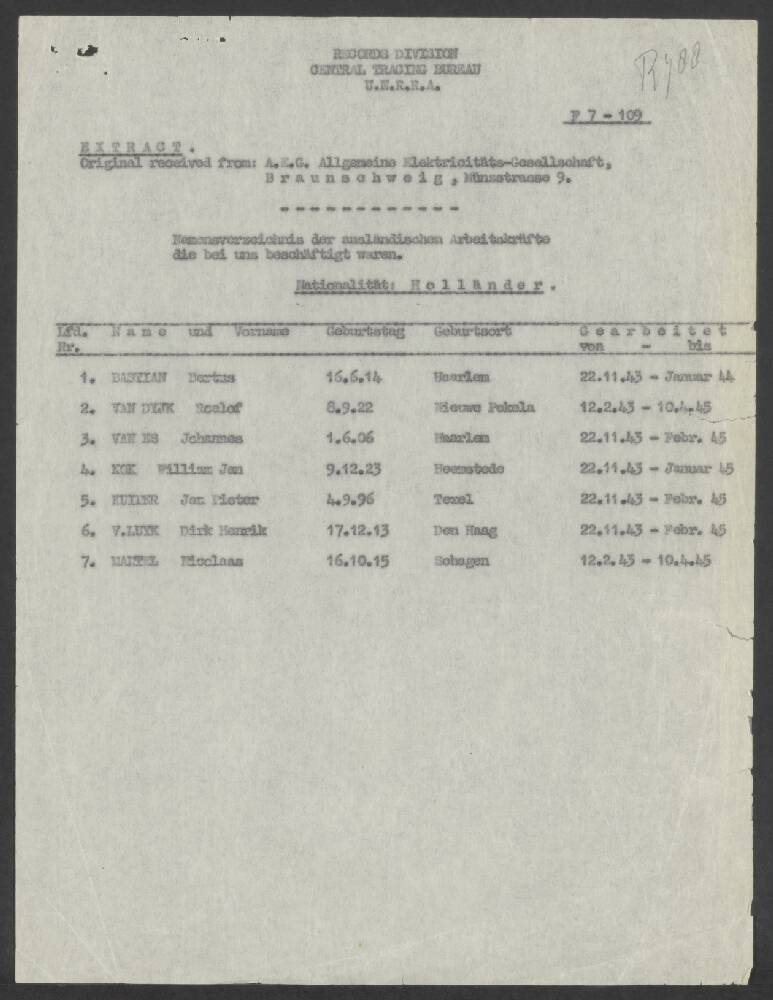 RECORDS DIVISION
CENTRAL TRACING BUREAU
U.N.R.R.A.
F 7 - 109
EXTRACT.
Original received from: A.E.G. Allgemeine Elektricitäts-Gesellschaft,
Braunschweig, Münsstrasse 9.
Namensverzeichnis der ausländischen Arbeitskräfte
die bei uns beschäftigt waren.
Nationalität: Holländer.
Lfd. Name und Vorname Geburtstag Geburtsort Gearbeitet
Nr. von - bis
1. BASTIAN Bertus 16.6.14 Haarlem 22.11.43 - Januar 44
2. VAN DYJK Roelof 8.9.22 Nieuwe Pekela 12.2.43 - 10.4.45
3. VAN ES Johannes 1.6.06 Haarlem 22.11.43 - Febr. 45
4. KOK William Jan 9.12.23 Heemstede 22.11.43 - Januar 45
5. KUIPER Jan Pieter 4.9.96 Texel 22.11.43 - Febr. 45
6. V.LUYK Dirk Henrik 17.12.13 Den Haag 22.11.43 - Febr. 45
7. Nicolaas 16.10.15 Schagen 12.2.43 - 10.4.45